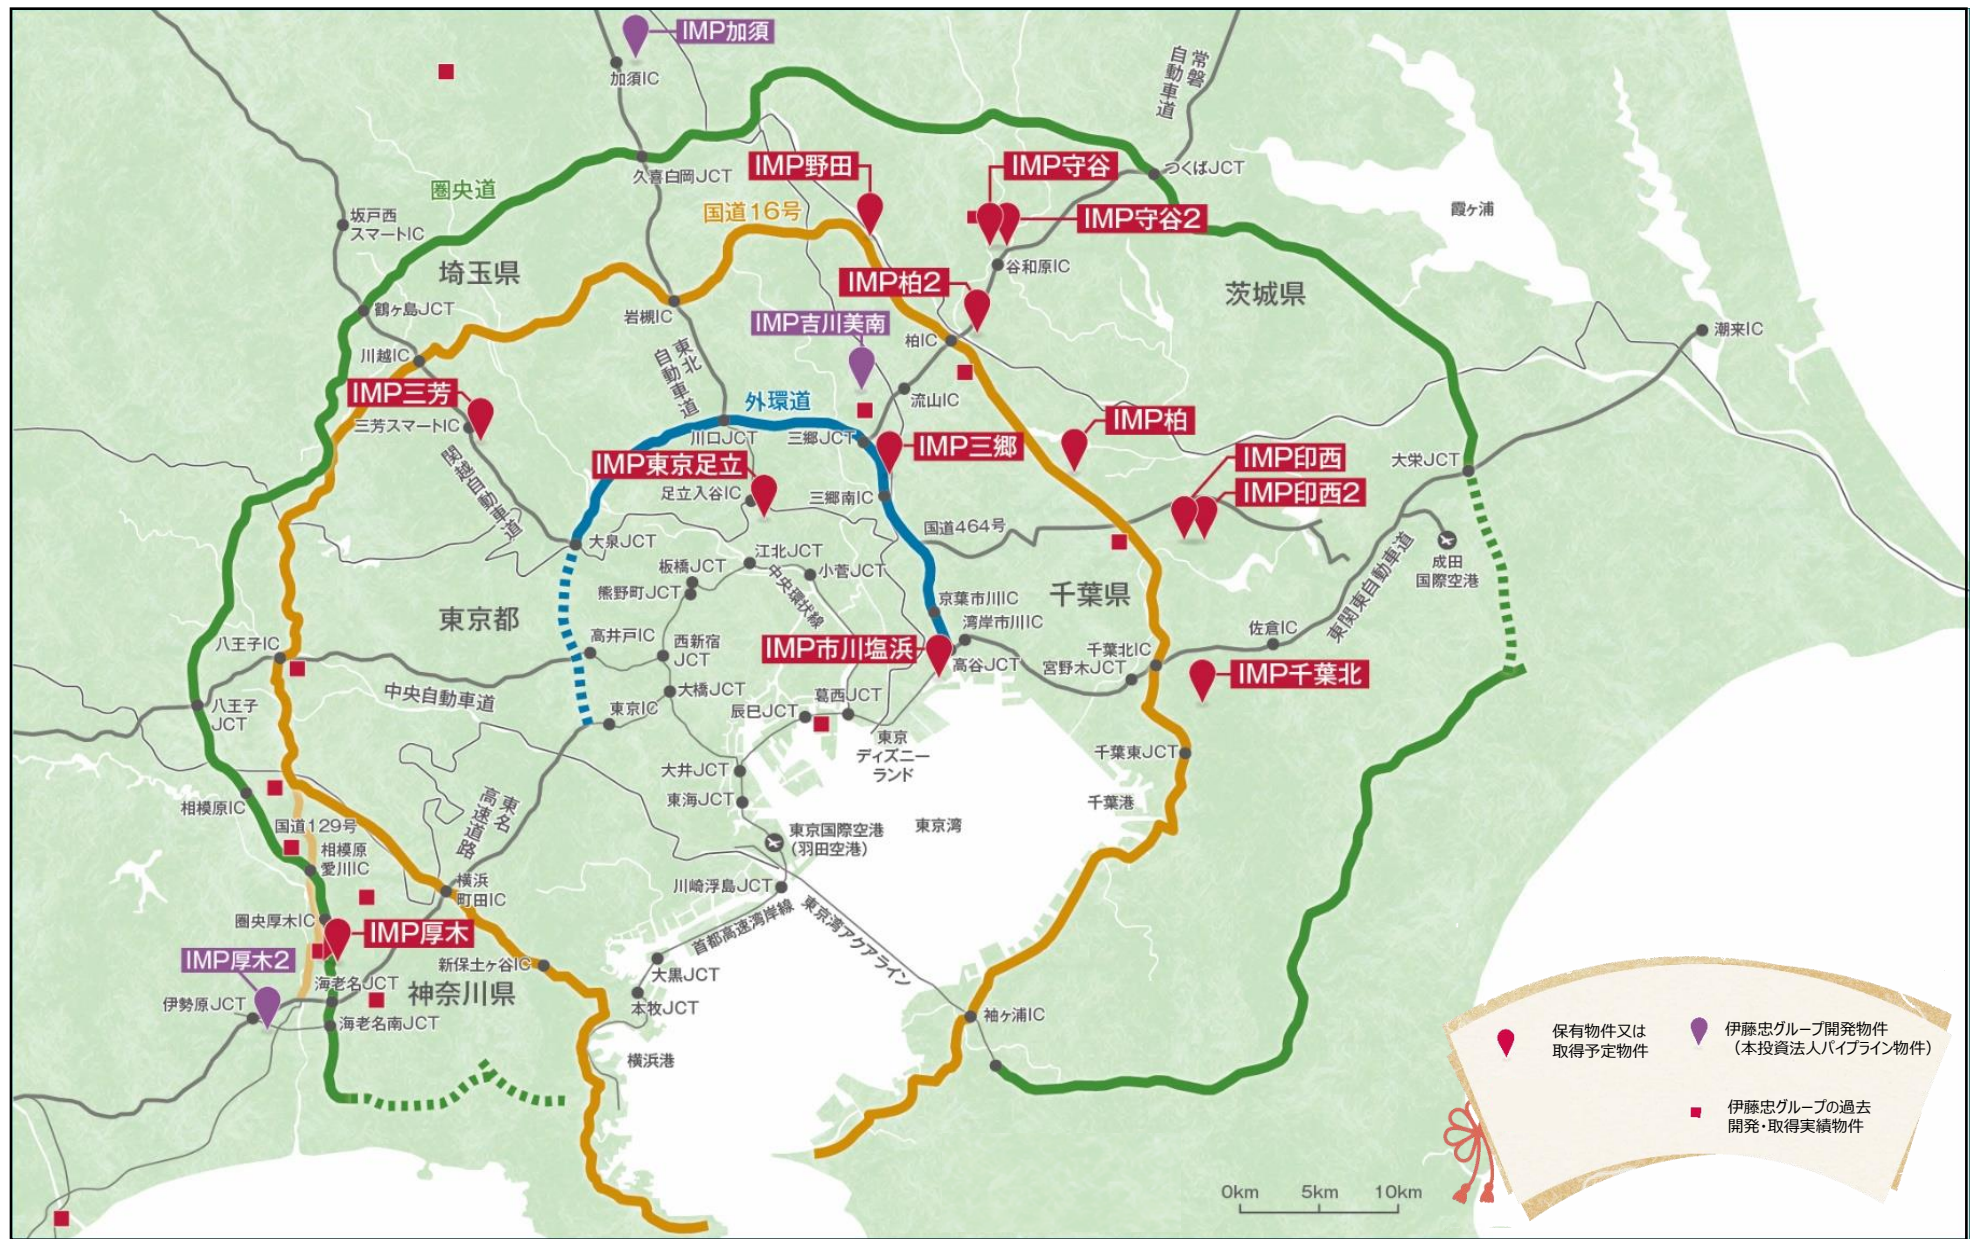 IMP加須
加須IC
常磐
自動車道
IMP野田
IMP守谷
つくばJCT
久喜白岡JCT
圏央道
国道16号
IMP守谷2
霞ヶ浦
坂戸西
スマートIC
谷和原IC
埼玉県
IMP柏2
茨城県
鶴ヶ島JCT
岩槻IC
IMP吉川美南
柏IC
潮来IC
川越IC
東北
自動車道
IMP三芳
外環道
流山IC
三芳スマートIC
川口JCT
三郷JCT
IMP三郷
IMP柏
関越自動車道
IMP東京足立
IMP印西
大栄JCT
足立入谷IC
三郷南IC
IMP印西2
国道464号
大泉JCT
江北JCT
板橋JCT
小菅JCT
中央環状線
成田
国際空港
熊野町JCT
京葉市川IC
千葉県
東京都
湾岸市川IC
東関東自動車道
佐倉IC
八王子IC
高井戸IC
西新宿
JCT
IMP市川塩浜
高谷JCT
千葉北IC
宮野木JCT
IMP千葉北
中央自動車道
大橋JCT
八王子
JCT
東京IC
辰巳JCT
葛西JCT
東京
ディズニー
ランド
千葉東JCT
大井JCT
相模原IC
東名
高速道路
東海JCT
千葉港
国道129号
東京国際空港
（羽田空港）
東京湾
相模原
愛川IC
横浜
町田IC
川崎浮島JCT
圏央厚木IC
IMP厚木
首都高速湾岸線
東京湾アクアライン
IMP厚木2
新保土ヶ谷IC
海老名JCT
大黒JCT
神奈川県
伊勢原JCT
本牧JCT
海老名南JCT
袖ヶ浦IC
横浜港
保有物件又は
取得予定物件
伊藤忠グループ開発物件
（本投資法人パイプライン物件）
伊藤忠グループの過去
開発・取得実績物件
0km 5km 10km